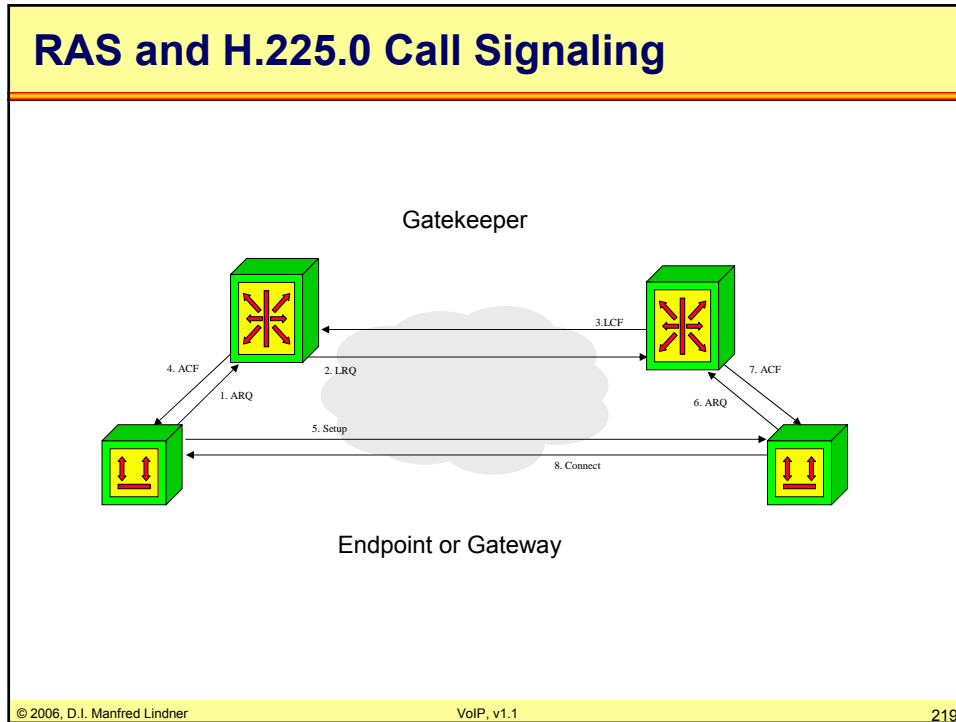 RAS and H.225.0 Call Signaling
Gatekeeper
3.LCF
2. LRQ
4. ACF
1. ARQ
7. ACF
6. ARQ
5. Setup
8. Connect
Endpoint or Gateway
© 2006, D.I. Manfred Lindner
VoIP, v1.1
219